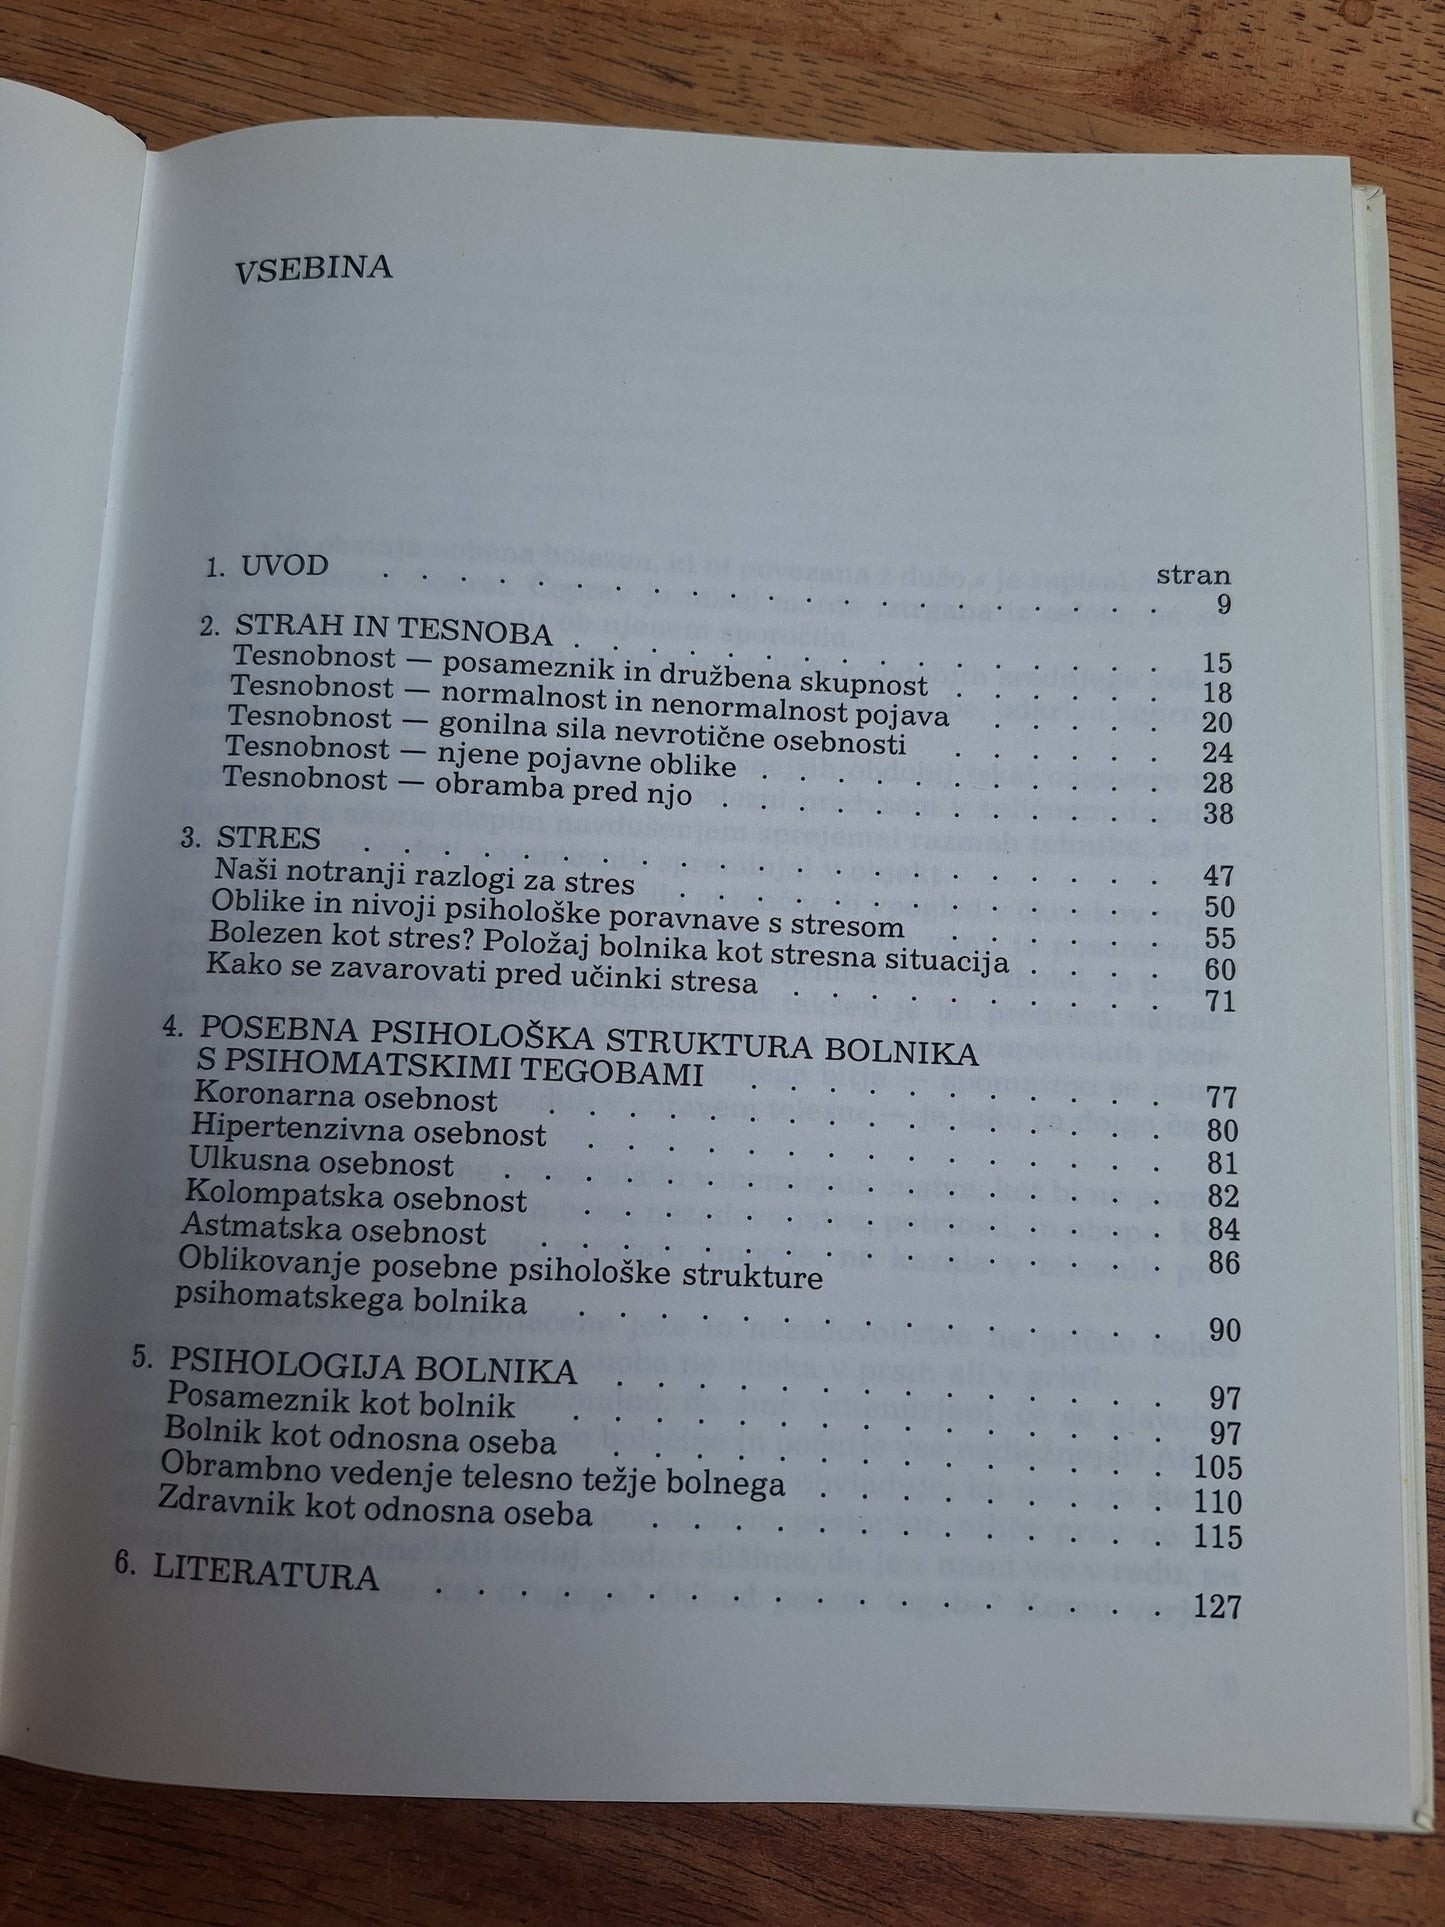 VSEBINA
stran
1. UVOD . . . . . . . . . . . . . . . . . . . . 9
2. STRAH IN TESNOBA . . . . . . . . . . . . . . . 15
Tesnobnost — posameznik in družbena skupnost . . . . . . 18
Tesnobnost — normalnost in nenormalnost pojava . . . . . 20
Tesnobnost — gonilna sila nevrotične osebnosti . . . . . . 24
Tesnobnost — njene pojavne oblike . . . . . . . . . . . 28
Tesnobnost — obramba pred njo . . . . . . . . . . . . 38
3. STRES . . . . . . . . . . . . . . . . . . . . . 47
Naši notranji razlogi za stres . . . . . . . . . . . . . 50
Oblike in nivoji psihološke poravnave s stresom . . . . . 55
Bolezen kot stres? Položaj bolnika kot stresna situacija . . . . 60
Kako se zavarovati pred učinki stresa . . . . . . . . . . 71
4. POSEBNA PSIHOLOŠKA STRUKTURA BOLNIKA
S PSIHOMATSKIMI TEGOBAMI . . . . . . . . . . . 77
Koronarna osebnost . . . . . . . . . . . . . . . . 80
Hipertenzivna osebnost . . . . . . . . . . . . . . . 81
Ulkusna osebnost . . . . . . . . . . . . . . . . . 82
Kolompatska osebnost . . . . . . . . . . . . . . . 84
Astmatska osebnost . . . . . . . . . . . . . . . . 86
Oblikovanje posebne psihološke strukture
psihomatskega bolnika . . . . . . . . . . . . . . . 90
5. PSIHOLOGIJA BOLNIKA . . . . . . . . . . . . . . 97
Posameznik kot bolnik . . . . . . . . . . . . . . . 97
Bolnik kot odnosna oseba . . . . . . . . . . . . . . 105
Obrambno vedenje telesno težje bolnega . . . . . . . . . 110
Zdravnik kot odnosna oseba . . . . . . . . . . . . . 115
6. LITERATURA . . . . . . . . . . . . . . . . . . 127